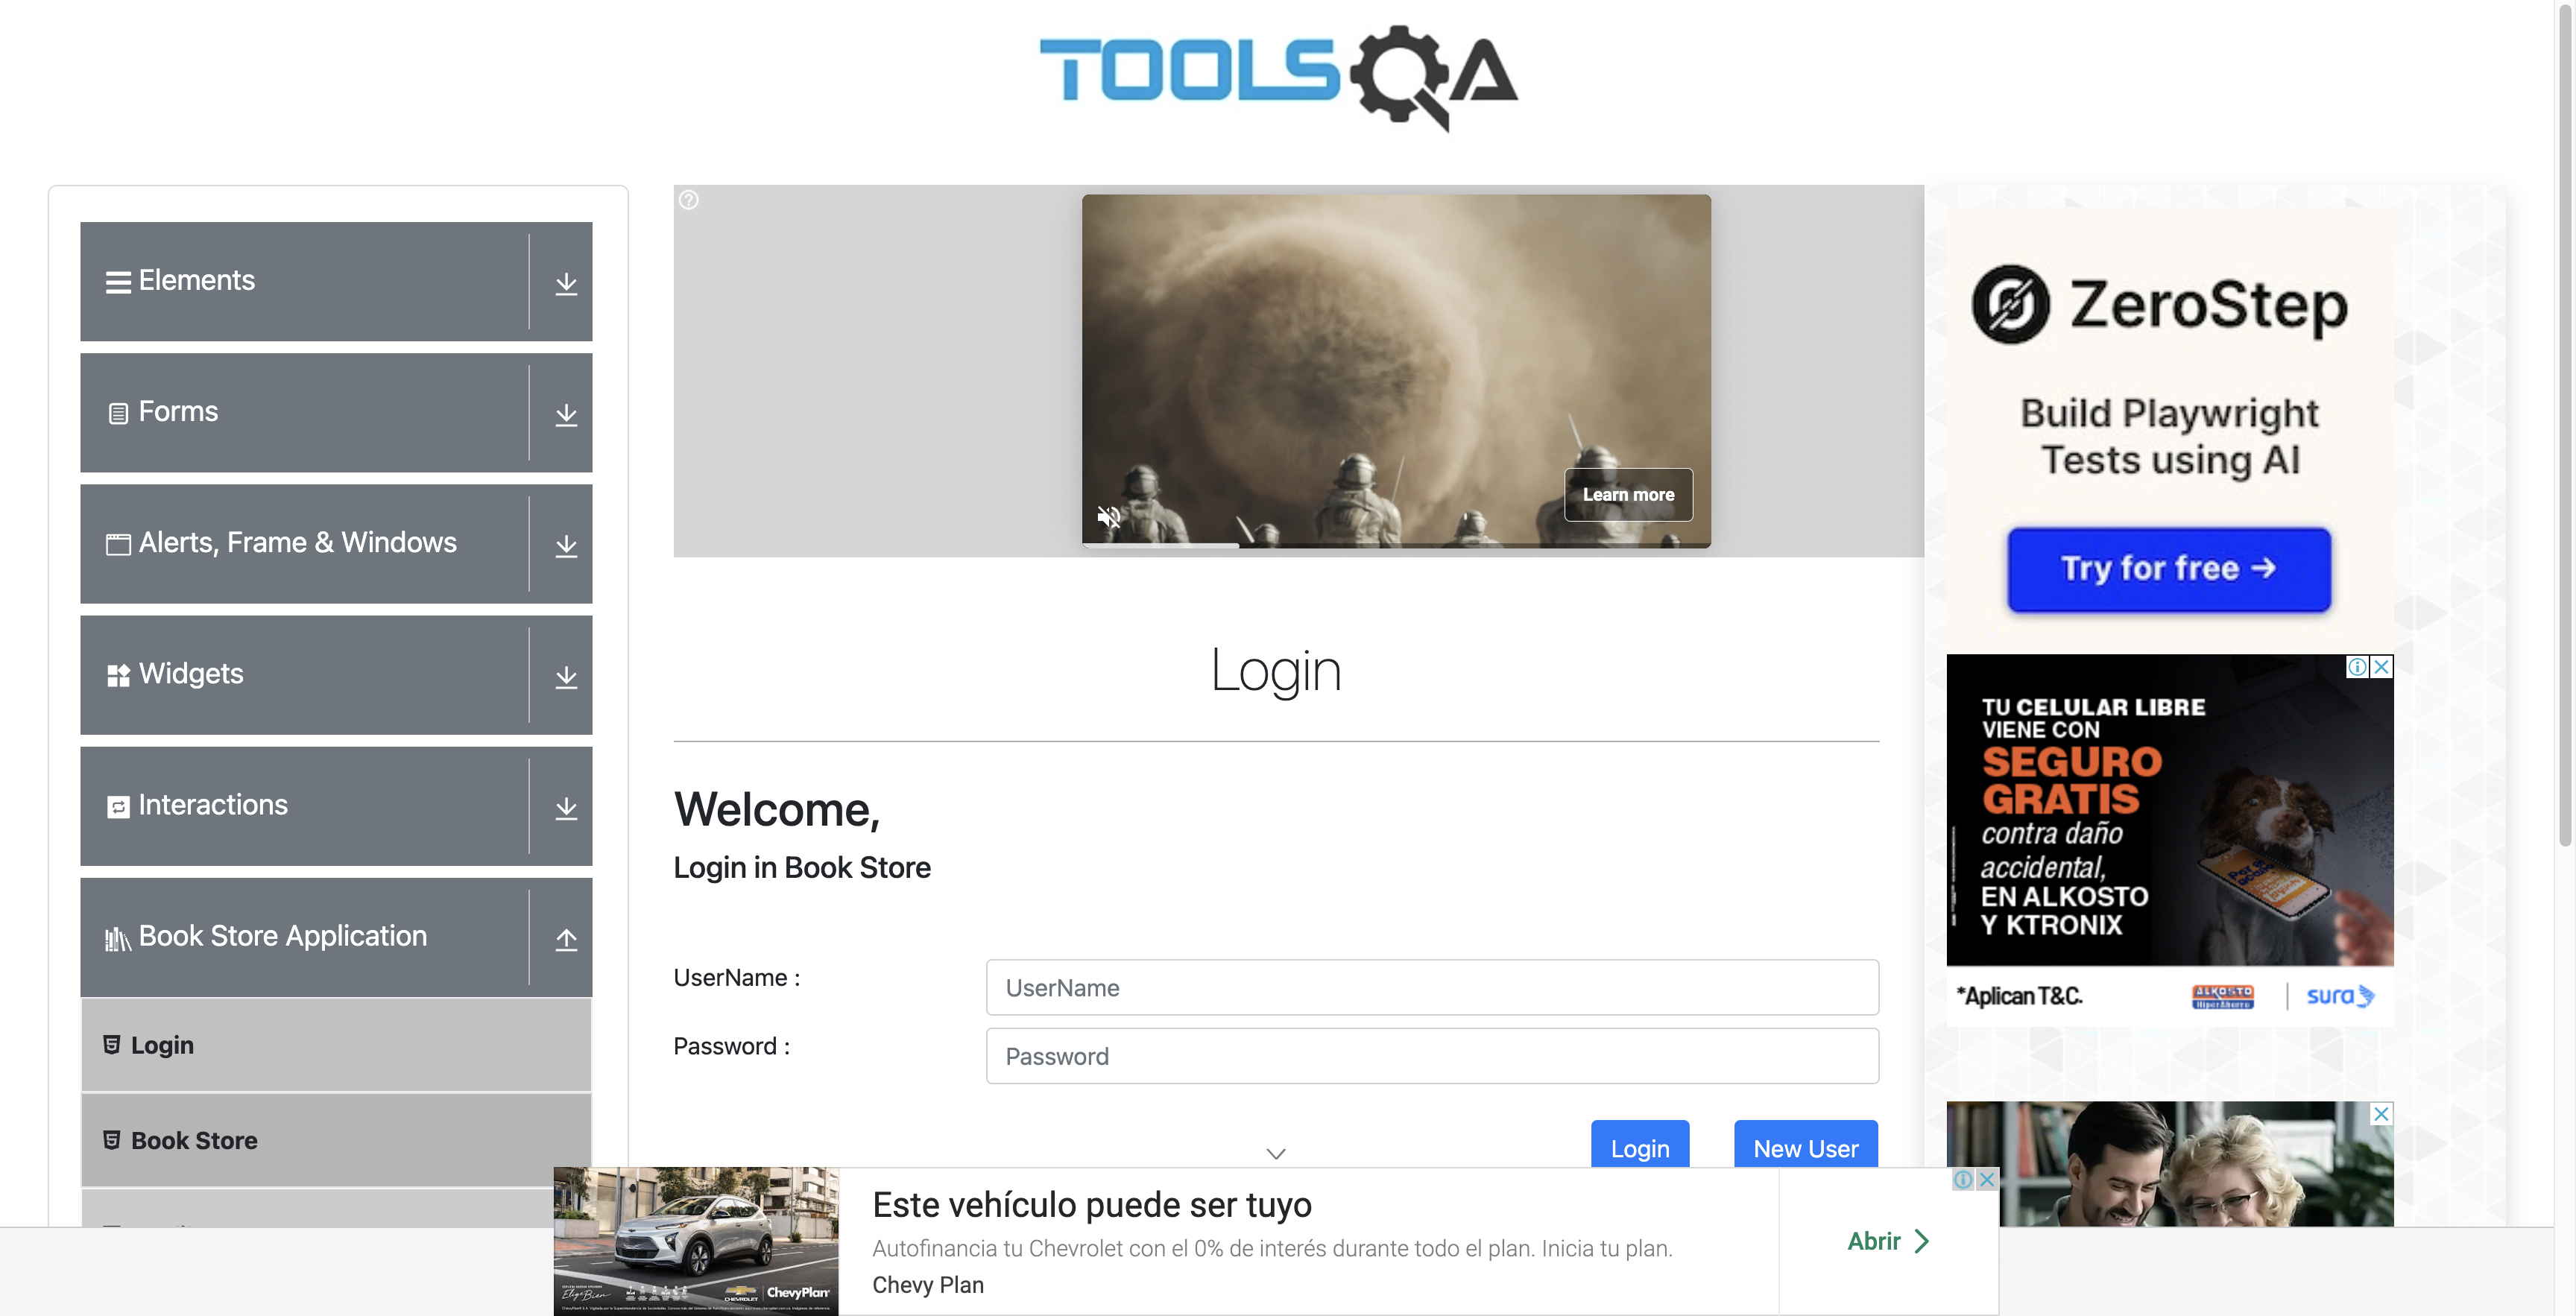 TOOLSQA
Elements
Forms
Alerts, Frame & Windows
Widgets
Interactions
Book Store Application
Login
Book Store
Learn more
Login
Welcome,
Login in Book Store
UserName :
UserName
Password :
Password
Login
New User
ZeroStep
Build Playwright
Tests using AI
Try for free →
TU CELULAR LIBRE
VIENE CON
SEGURO
GRATIS
contra daño
accidental,
EN ALKOSTO
Y KTRONIX
*Aplican T&C.
ALKOSTO
HiperAhorro
sura
Este vehículo puede ser tuyo
Autofinancia tu Chevrolet con el 0% de interés durante todo el plan. Inicia tu plan.
Chevy Plan
Abrir
Elige Bien
CHEVROLET
ChevyPlan